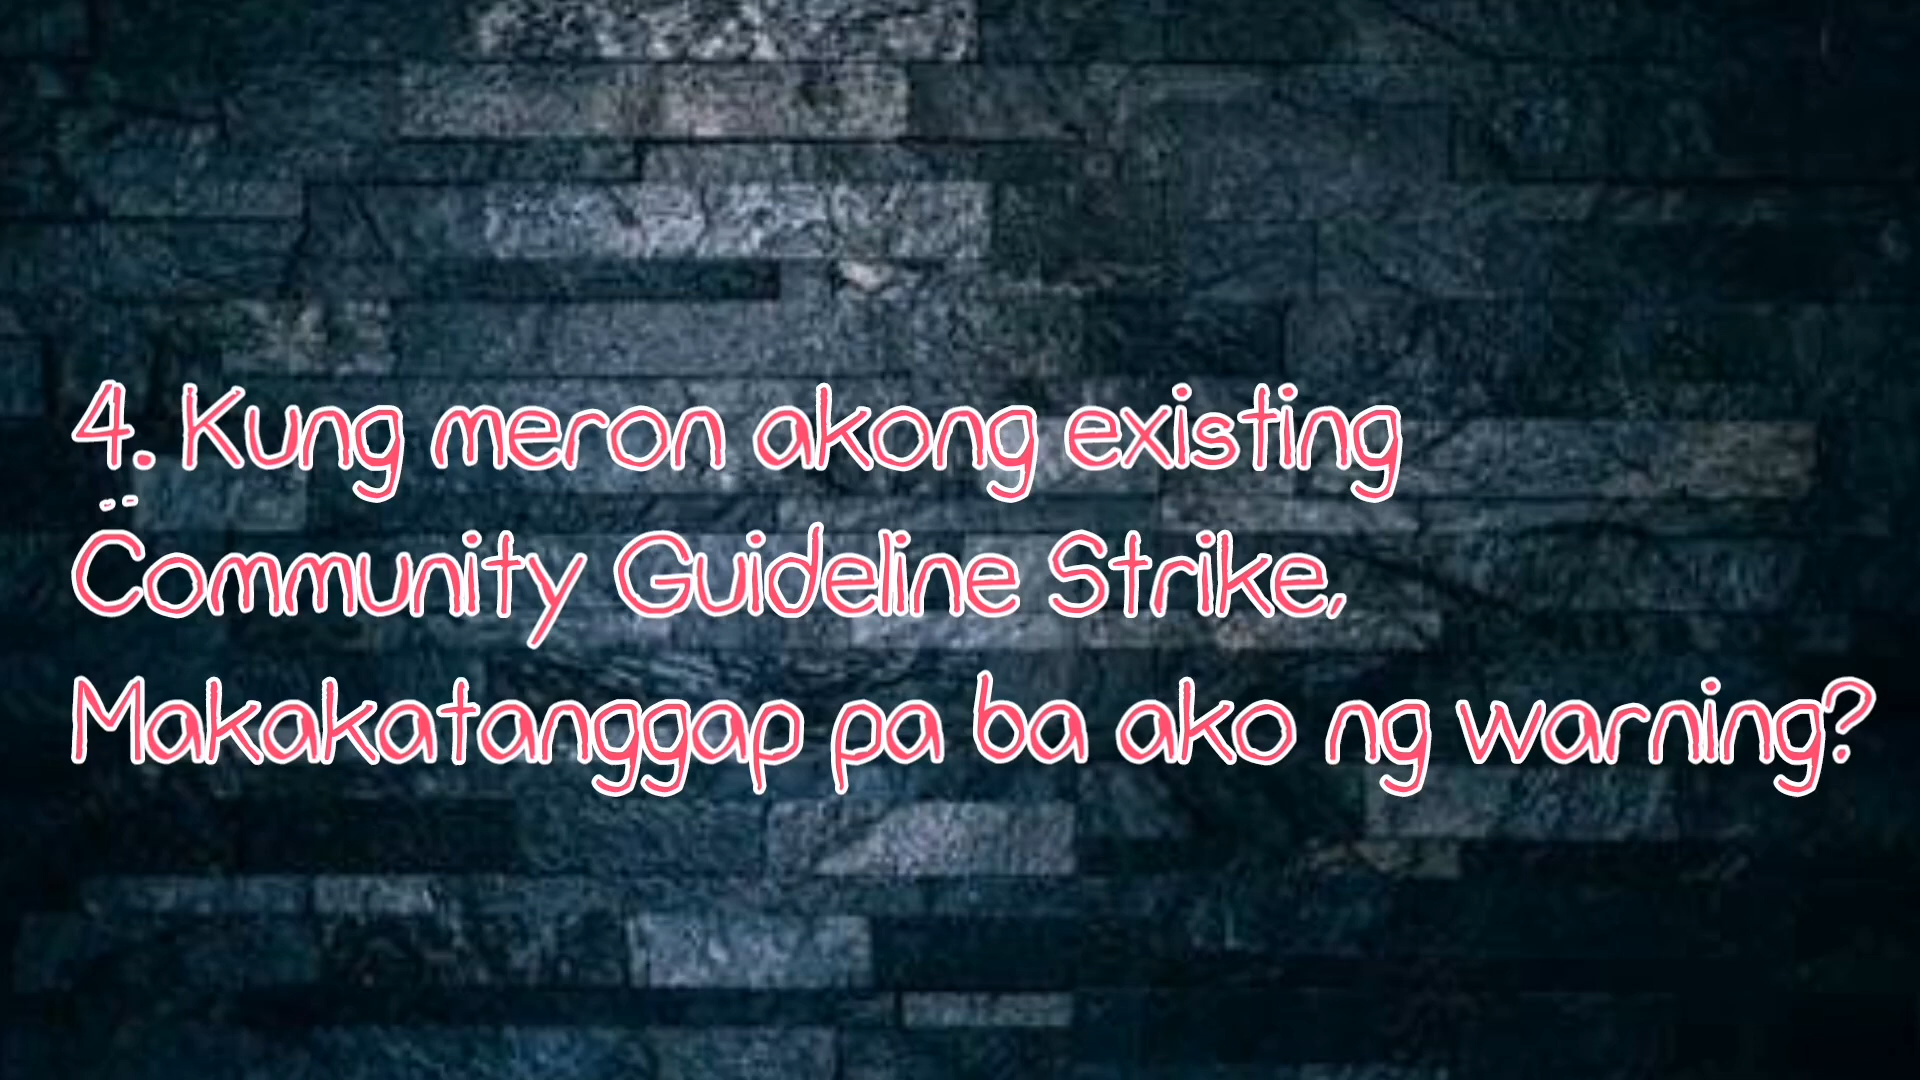 4. Kung meron akong existing
Community Guideline Strike,
Makakatanggap pa ba ako ng warning?